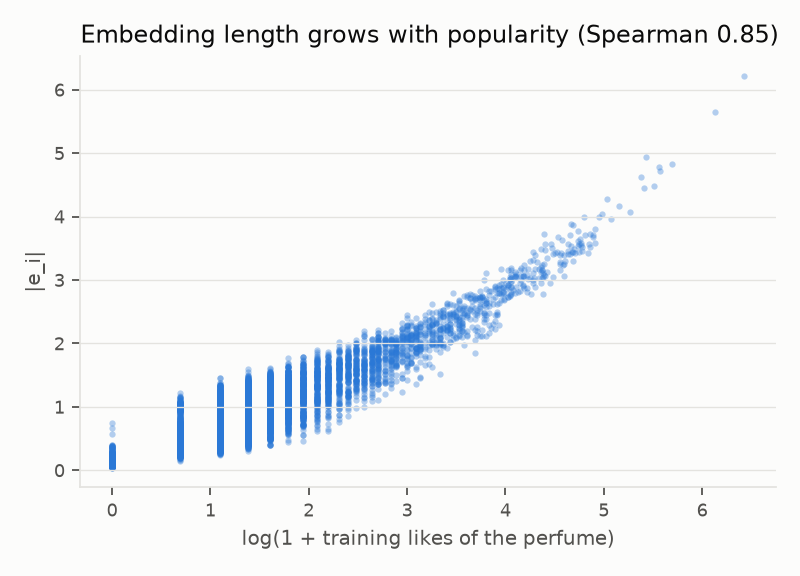 Embedding length grows with popularity (Spearman 0.85)
|e_i|
6
5
4
3
2
1
0
0 1 2 3 4 5 6
log(1 + training likes of the perfume)